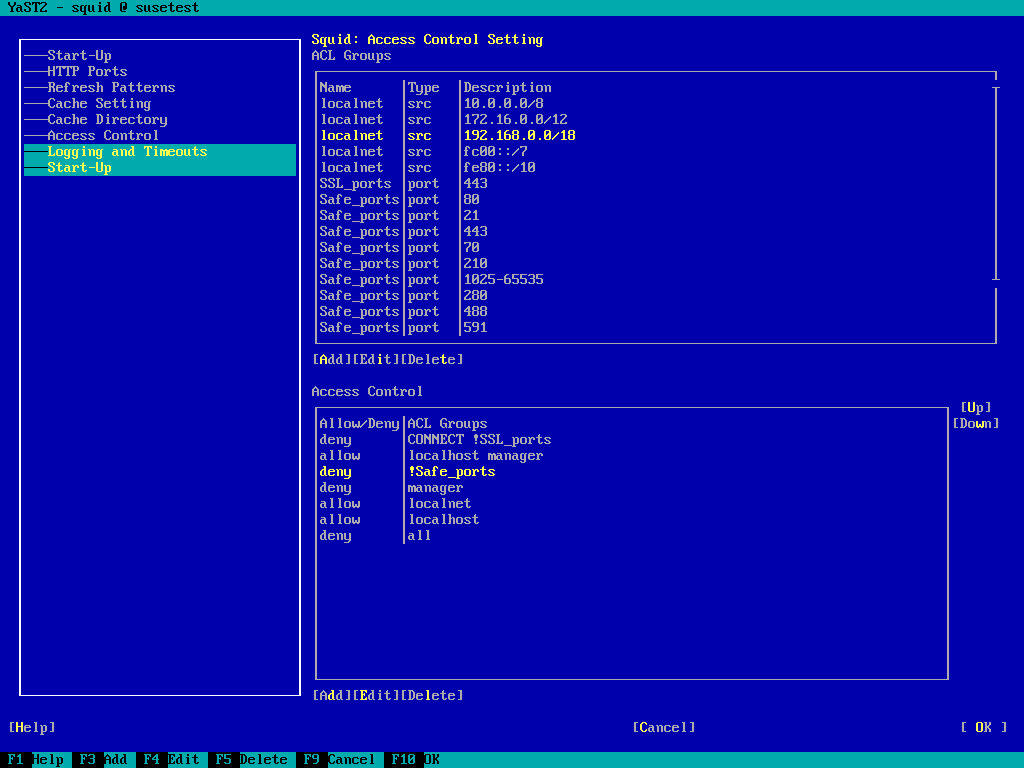 YaST2 - squid @ susetest
Start-Up
HTTP Ports
Refresh Patterns
Cache Setting
Cache Directory
Access Control
Logging and Timeouts
Start-Up
Squid: Access Control Setting
ACL Groups
Name Type Description
localnet src 10.0.0.0/8
localnet src 172.16.0.0/12
localnet src 192.168.0.0/18
localnet src fc00::/7
localnet src fe80::/10
SSL_ports port 443
Safe_ports port 80
Safe_ports port 21
Safe_ports port 443
Safe_ports port 70
Safe_ports port 210
Safe_ports port 1025-65535
Safe_ports port 280
Safe_ports port 488
Safe_ports port 591
[Add][Edit][Delete]
Access Control
[Up]
[Down]
Allow/Deny ACL Groups
deny CONNECT !SSL_ports
allow localhost manager
deny !Safe_ports
deny manager
allow localnet
allow localhost
deny all
[Add][Edit][Delete]
[Help] [Cancel] [ OK ]
F1 Help F3 Add F4 Edit F5 Delete F9 Cancel F10 OK